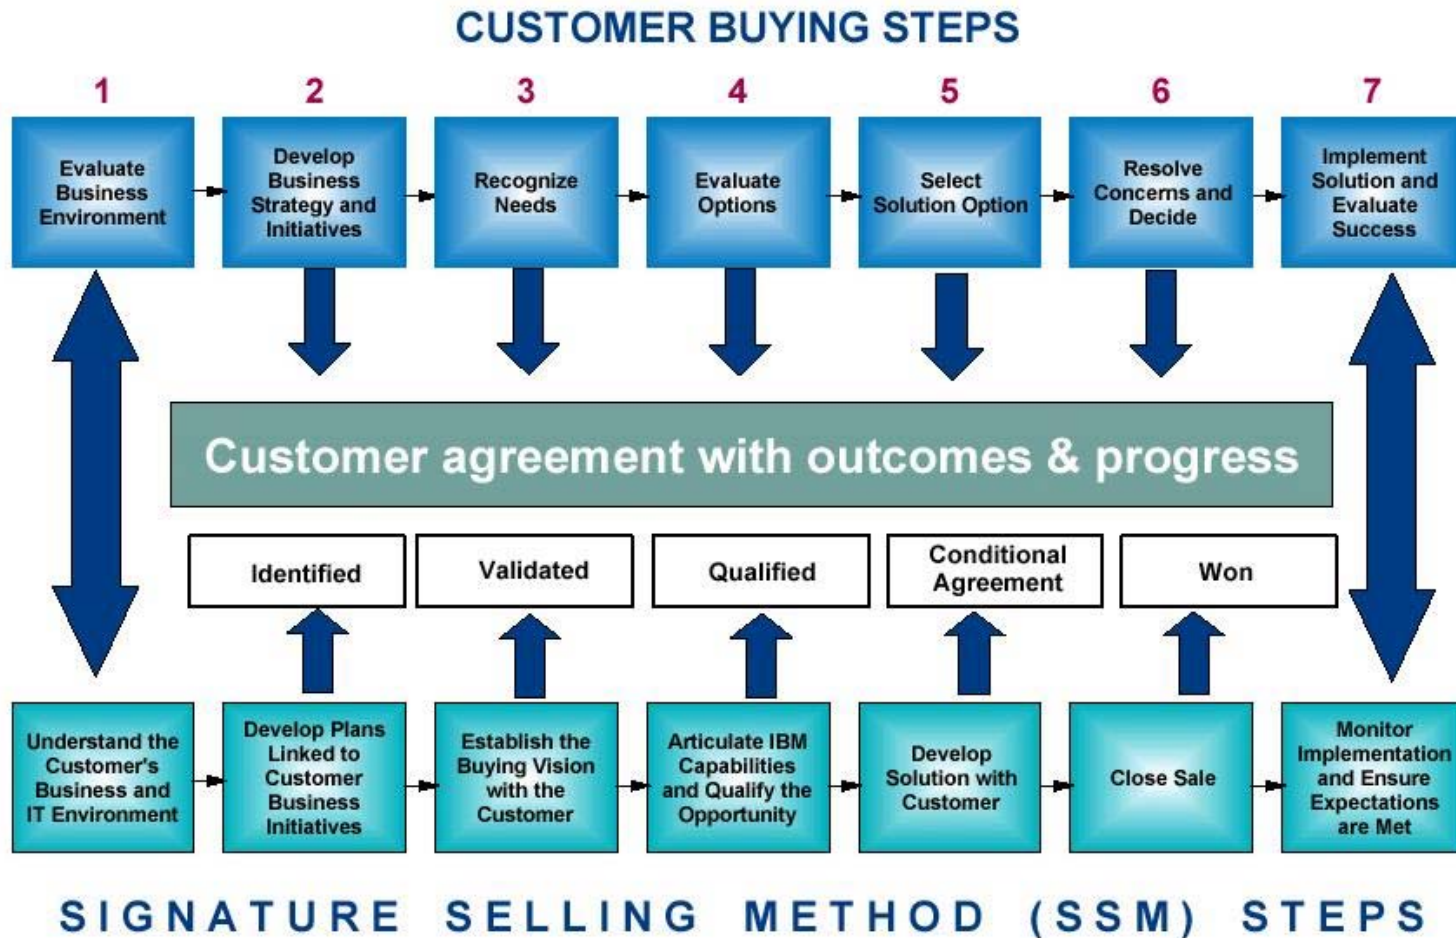 CUSTOMER BUYING STEPS
1
2
3
4
5
6
7
Evaluate
Business
Environment
Develop
Business
Strategy and
Initiatives
Recognize
Needs
Evaluate
Options
Select
Solution Option
Resolve
Concerns and
Decide
Implement
Solution and
Evaluate
Success
Customer agreement with outcomes & progress
Identified
Validated
Qualified
Conditional
Agreement
Won
Understand the
Customer's
Business and
IT Environment
Develop Plans
Linked to
Customer
Business
Initiatives
Establish the
Buying Vision
with the
Customer
Articulate IBM
Capabilities
and Qualify the
Opportunity
Develop
Solution with
Customer
Close Sale
Monitor
Implementation
and Ensure
Expectations
are Met
SIGNATURE SELLING METHOD (SSM) STEPS